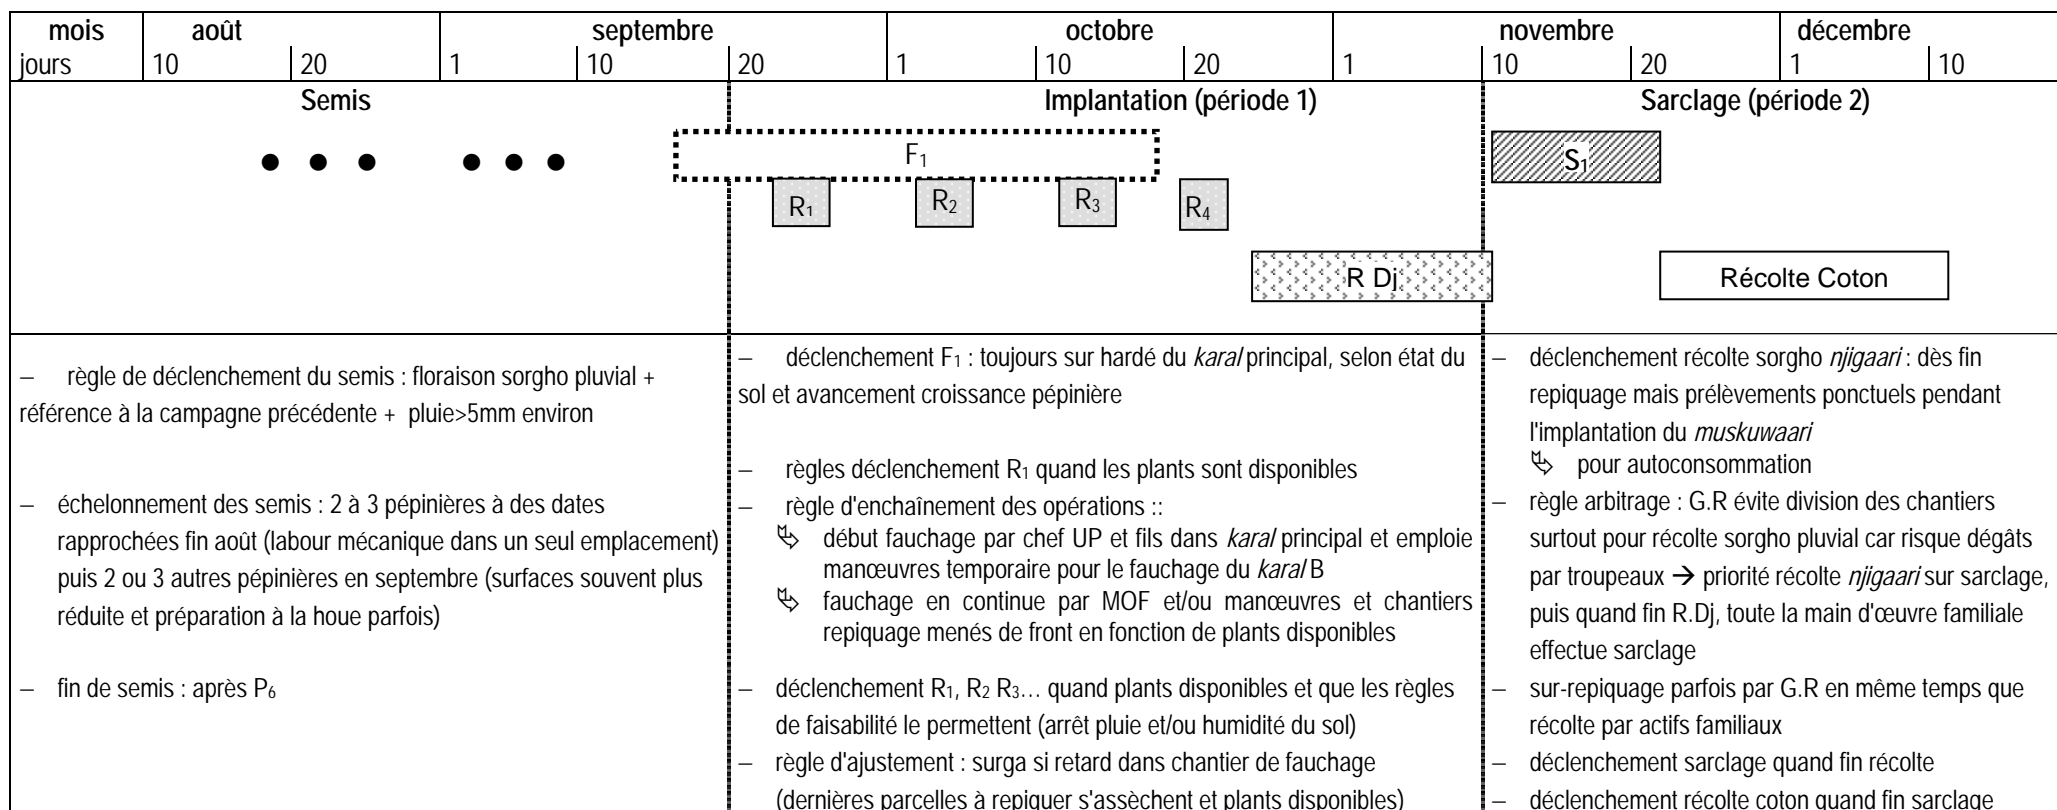 mois août septembre octobre novembre décembre
jours 10 20 1 10 20 1 10 20 1 10 20 1 10
Semis Implantation (période 1) Sarclage (période 2)
F1 S1
R1 R2 R3 R4
R Dj Récolte Coton
– règle de déclenchement du semis : floraison sorgho pluvial +
référence à la campagne précédente + pluie>5mm environ
– échelonnement des semis : 2 à 3 pépinières à des dates
rapprochées fin août (labour mécanique dans un seul emplacement)
puis 2 ou 3 autres pépinières en septembre (surfaces souvent plus
réduite et préparation à la houe parfois)
– fin de semis : après P6
– déclenchement F1 : toujours sur hardé du karal principal, selon état du
sol et avancement croissance pépinière
– règles déclenchement R1 quand les plants sont disponibles
– règle d'enchaînement des opérations ::
↳ début fauchage par chef UP et fils dans karal principal et emploie
manœuvres temporaire pour le fauchage du karal B
↳ fauchage en continue par MOF et/ou manœuvres et chantiers
repiquage menés de front en fonction de plants disponibles
– déclenchement R1, R2 R3… quand plants disponibles et que les règles
de faisabilité le permettent (arrêt pluie et/ou humidité du sol)
– règle d'ajustement : surga si retard dans chantier de fauchage
(dernières parcelles à repiquer s'assèchent et plants disponibles)
– déclenchement récolte sorgho njigaari : dès fin
repiquage mais prélèvements ponctuels pendant
l'implantation du muskuwaari
↳ pour autoconsommation
– règle arbitrage : G.R évite division des chantiers
surtout pour récolte sorgho pluvial car risque dégâts
par troupeaux → priorité récolte njigaari sur sarclage,
puis quand fin R.Dj, toute la main d'œuvre familiale
effectue sarclage
– sur-repiquage parfois par G.R en même temps que
récolte par actifs familiaux
– déclenchement sarclage quand fin récolte
– déclenchement récolte coton quand fin sarclage